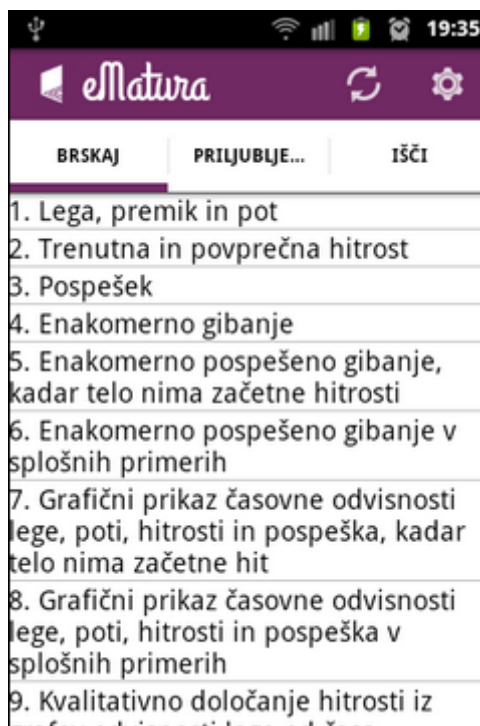 19:35
eMatura
BRSKAJ PRILJUBLJE... IŠČI
1. Lega, premik in pot
2. Trenutna in povprečna hitrost
3. Pospešek
4. Enakomerno gibanje
5. Enakomerno pospešeno gibanje,
kadar telo nima začetne hitrosti
6. Enakomerno pospešeno gibanje v
splošnih primerih
7. Grafični prikaz časovne odvisnosti
lege, poti, hitrosti in pospeška, kadar
telo nima začetne hit
8. Grafični prikaz časovne odvisnosti
lege, poti, hitrosti in pospeška v
splošnih primerih
9. Kvalitativno določanje hitrosti iz